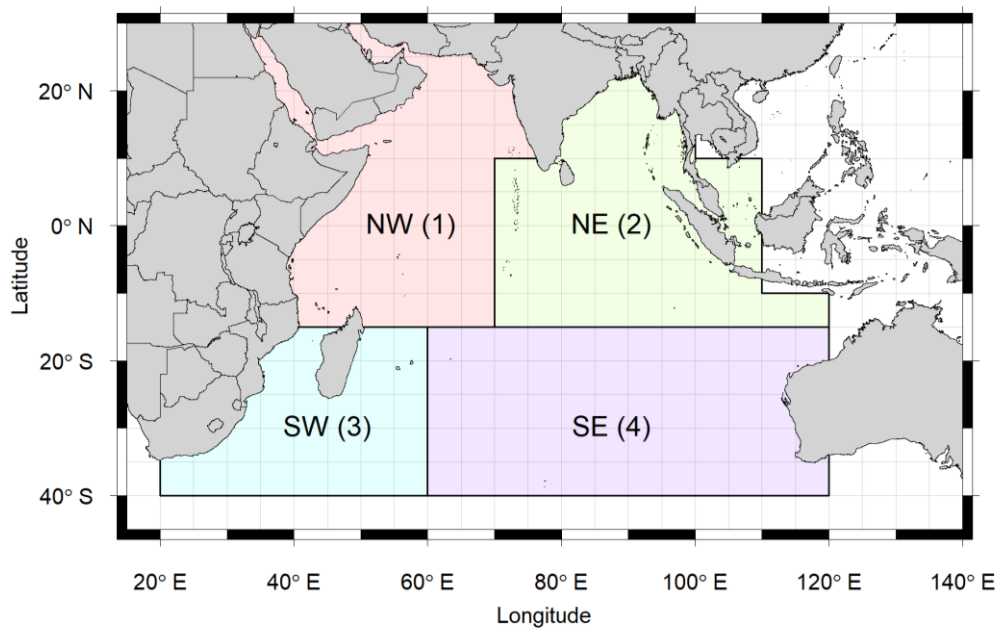 20° N
0° N
20° S
40° S
Latitude
NW (1)
NE (2)
SW (3)
SE (4)
20° E
40° E
60° E
80° E
100° E
120° E
140° E
Longitude